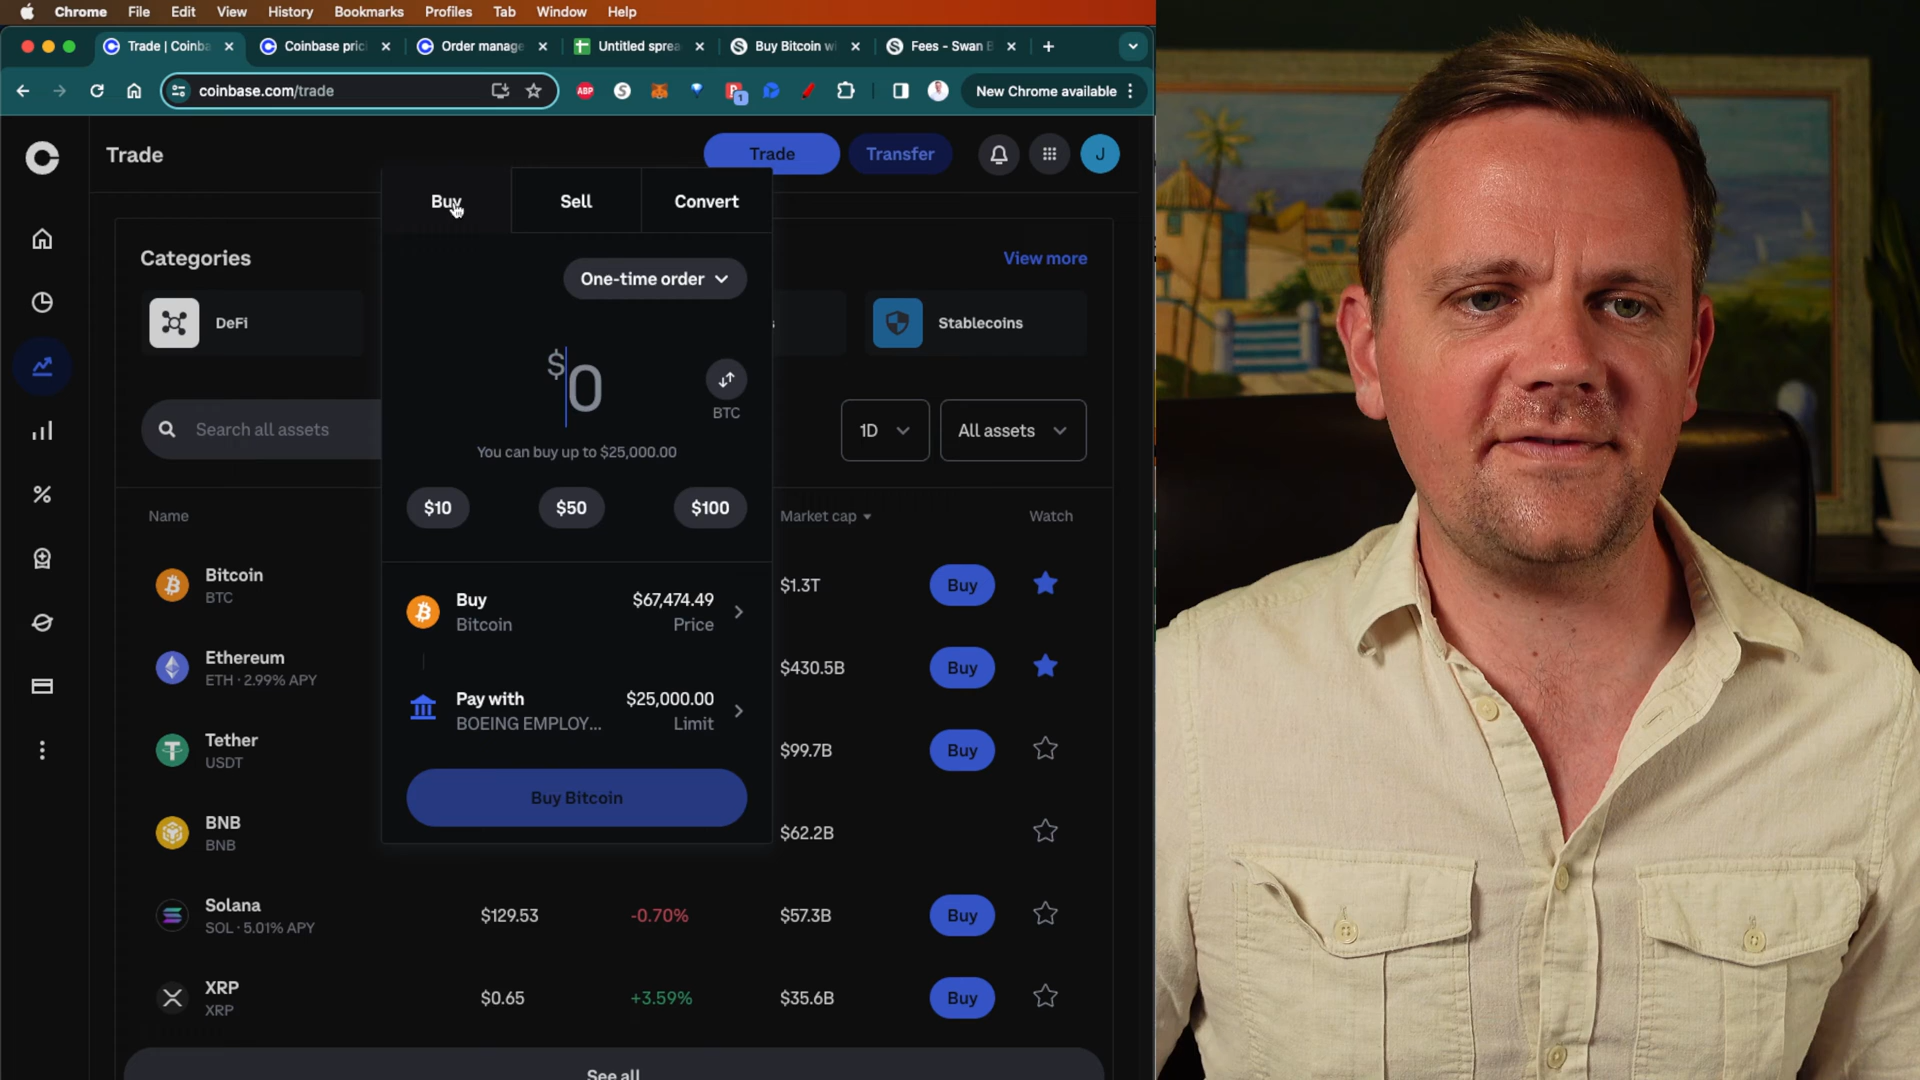 Chrome File Edit View History Bookmarks Profiles Tab Window Help
Trade | Coinba Coinbase pric Order manage Untitled sprea Buy Bitcoin wi Fees - Swan B
coinbase.com/trade
ABP
1
New Chrome available
Trade
Trade
Transfer
J
Buy
Sell
Convert
Categories
View more
One-time order
DeFi
s
Stablecoins
$0
BTC
Search all assets
1D
All assets
You can buy up to $25,000.00
$10
$50
$100
Name
Market cap
Watch
Bitcoin
BTC
$1.3T
Buy
Buy
Bitcoin
$67,474.49
Price
Ethereum
ETH · 2.99% APY
$430.5B
Buy
Pay with
BOEING EMPLOY...
$25,000.00
Limit
Tether
USDT
$99.7B
Buy
Buy Bitcoin
BNB
BNB
$62.2B
Solana
SOL · 5.01% APY
$129.53
-0.70%
$57.3B
Buy
XRP
XRP
$0.65
+3.59%
$35.6B
Buy
See all